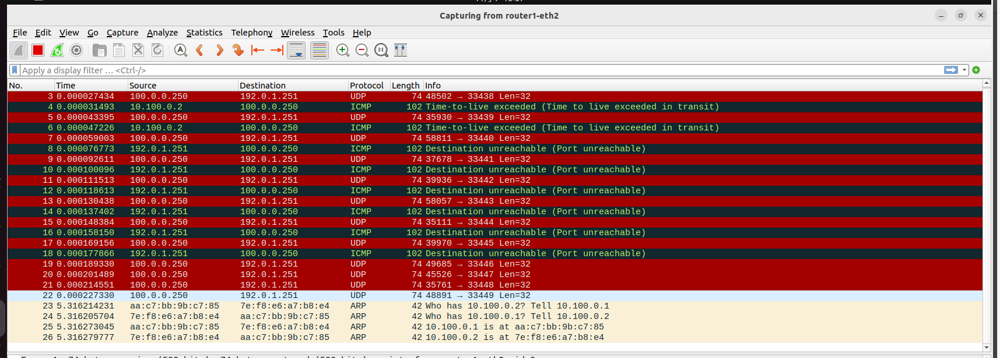 Capturing from router1-eth2
File Edit View Go Capture Analyze Statistics Telephony Wireless Tools Help
Apply a display filter … <Ctrl-/>
No. Time Source Destination Protocol Length Info
3 0.000027434 100.0.0.250 192.0.1.251 UDP 74 48502 → 33438 Len=32
4 0.000031493 10.100.0.2 100.0.0.250 ICMP 102 Time-to-live exceeded (Time to live exceeded in transit)
5 0.000043395 100.0.0.250 192.0.1.251 UDP 74 35930 → 33439 Len=32
6 0.000047226 10.100.0.2 100.0.0.250 ICMP 102 Time-to-live exceeded (Time to live exceeded in transit)
7 0.000059003 100.0.0.250 192.0.1.251 UDP 74 58811 → 33440 Len=32
8 0.000076773 192.0.1.251 100.0.0.250 ICMP 102 Destination unreachable (Port unreachable)
9 0.000092611 100.0.0.250 192.0.1.251 UDP 74 37678 → 33441 Len=32
10 0.000100096 192.0.1.251 100.0.0.250 ICMP 102 Destination unreachable (Port unreachable)
11 0.000111513 100.0.0.250 192.0.1.251 UDP 74 39936 → 33442 Len=32
12 0.000118613 192.0.1.251 100.0.0.250 ICMP 102 Destination unreachable (Port unreachable)
13 0.000130438 100.0.0.250 192.0.1.251 UDP 74 58057 → 33443 Len=32
14 0.000137402 192.0.1.251 100.0.0.250 ICMP 102 Destination unreachable (Port unreachable)
15 0.000148384 100.0.0.250 192.0.1.251 UDP 74 35111 → 33444 Len=32
16 0.000158150 192.0.1.251 100.0.0.250 ICMP 102 Destination unreachable (Port unreachable)
17 0.000169156 100.0.0.250 192.0.1.251 UDP 74 39970 → 33445 Len=32
18 0.000177866 192.0.1.251 100.0.0.250 ICMP 102 Destination unreachable (Port unreachable)
19 0.000189330 100.0.0.250 192.0.1.251 UDP 74 49685 → 33446 Len=32
20 0.000201489 100.0.0.250 192.0.1.251 UDP 74 45526 → 33447 Len=32
21 0.000214551 100.0.0.250 192.0.1.251 UDP 74 35761 → 33448 Len=32
22 0.000227330 100.0.0.250 192.0.1.251 UDP 74 48891 → 33449 Len=32
23 5.316214231 aa:c7:bb:9b:c7:85 7e:f8:e6:a7:b8:e4 ARP 42 Who has 10.100.0.2? Tell 10.100.0.1
24 5.316205704 7e:f8:e6:a7:b8:e4 aa:c7:bb:9b:c7:85 ARP 42 Who has 10.100.0.1? Tell 10.100.0.2
25 5.316273045 aa:c7:bb:9b:c7:85 7e:f8:e6:a7:b8:e4 ARP 42 10.100.0.1 is at aa:c7:bb:9b:c7:85
26 5.316279777 7e:f8:e6:a7:b8:e4 aa:c7:bb:9b:c7:85 ARP 42 10.100.0.2 is at 7e:f8:e6:a7:b8:e4